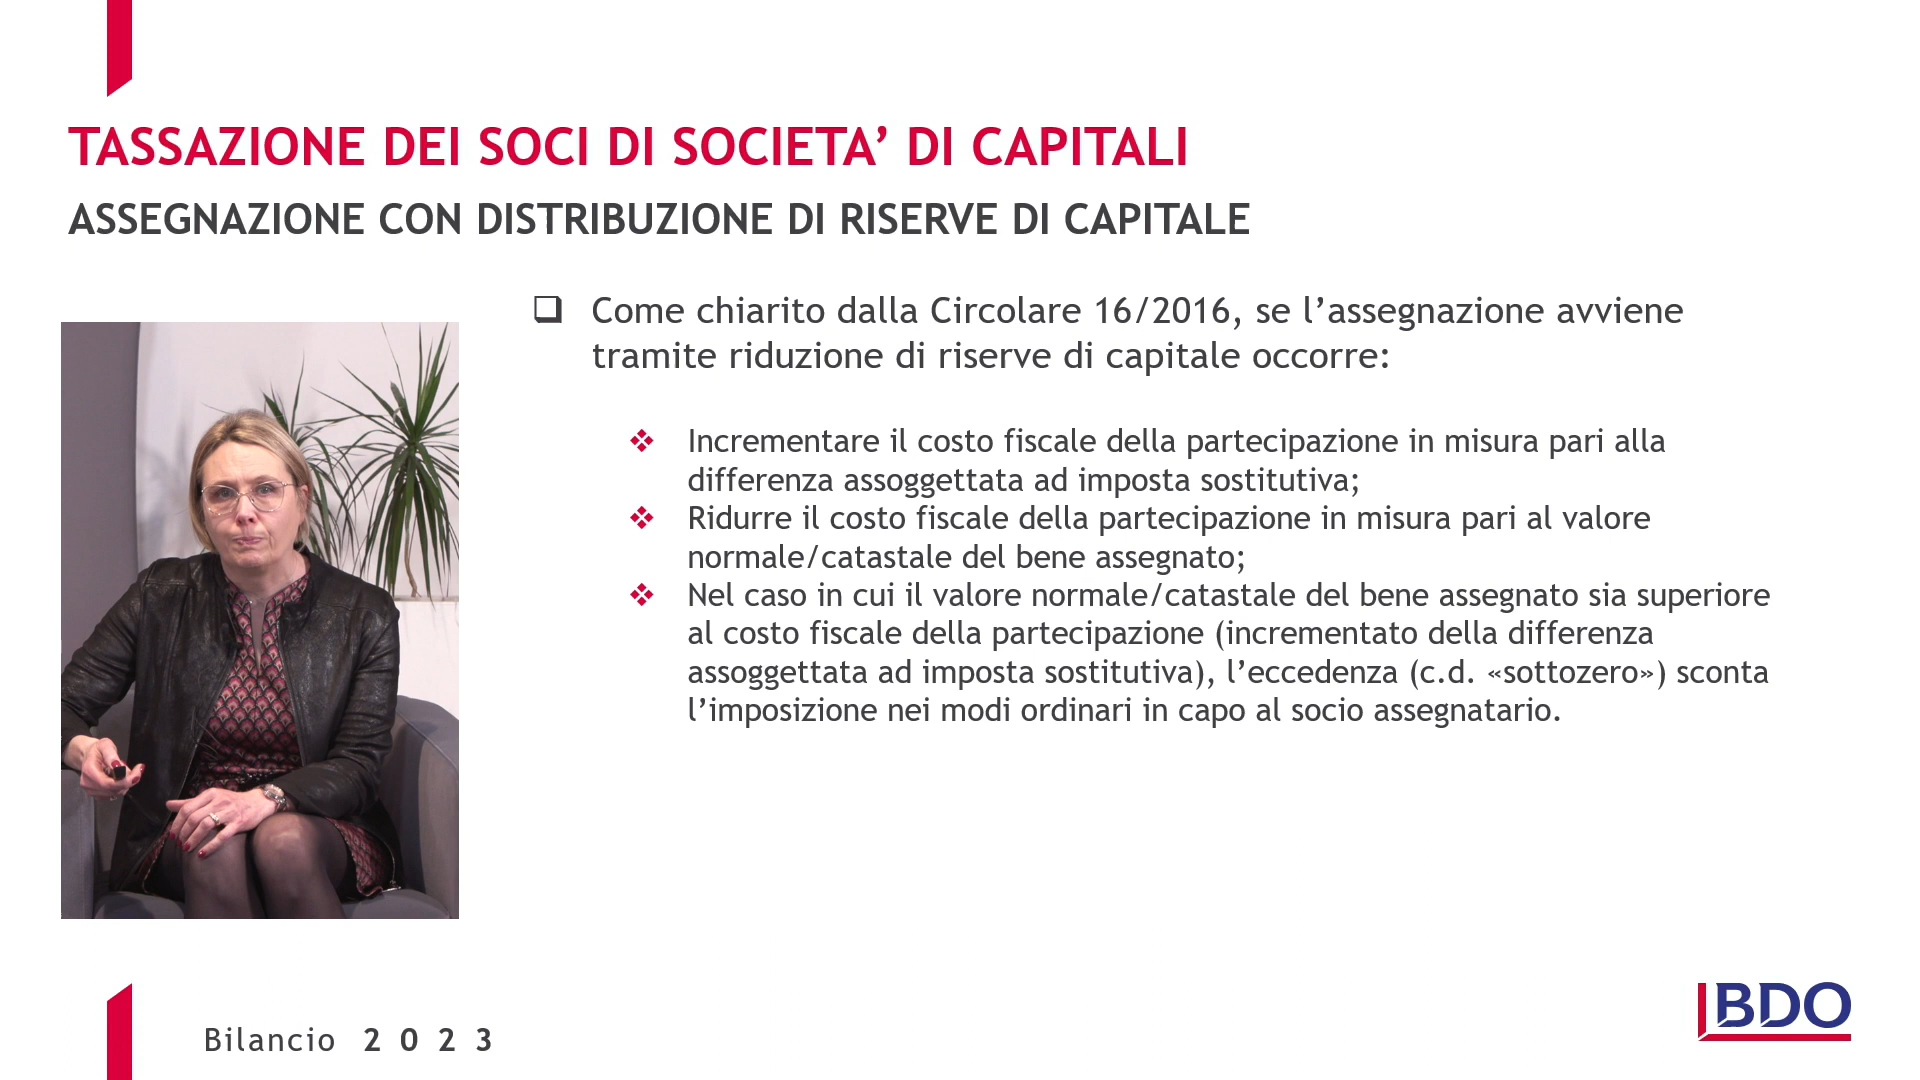 TASSAZIONE DEI SOCI DI SOCIETA’ DI CAPITALI
ASSEGNAZIONE CON DISTRIBUZIONE DI RISERVE DI CAPITALE
Come chiarito dalla Circolare 16/2016, se l’assegnazione avviene
tramite riduzione di riserve di capitale occorre:
Incrementare il costo fiscale della partecipazione in misura pari alla
differenza assoggettata ad imposta sostitutiva;
Ridurre il costo fiscale della partecipazione in misura pari al valore
normale/catastale del bene assegnato;
Nel caso in cui il valore normale/catastale del bene assegnato sia superiore
al costo fiscale della partecipazione (incrementato della differenza
assoggettata ad imposta sostitutiva), l’eccedenza (c.d. «sottozero») sconta
l’imposizione nei modi ordinari in capo al socio assegnatario.
Bilancio 2023
BDO